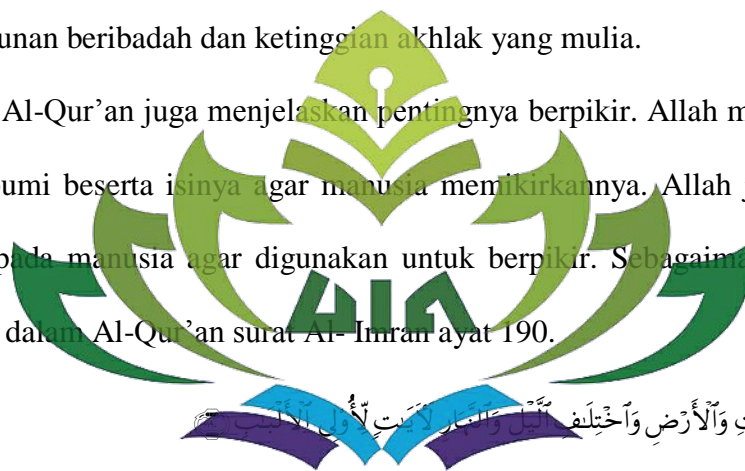 unan beribadah dan ketinggian akhlak yang mulia.
Al-Qur’an juga menjelaskan pentingnya berpikir. Allah m
umi beserta isinya agar manusia memikirkannya. Allah
pada manusia agar digunakan untuk berpikir. Sebagaima
dalam Al-Qur’an surat Al- Imran ayat 190.
وَٱلۡأَرۡضِ وَٱخۡتِلَٰفِ ٱلَّيۡلِ وَٱلنَّهَارِ لَأٓيَٰتٖ لِّأُوْلِي ٱلۡأَلۡبَٰبِ